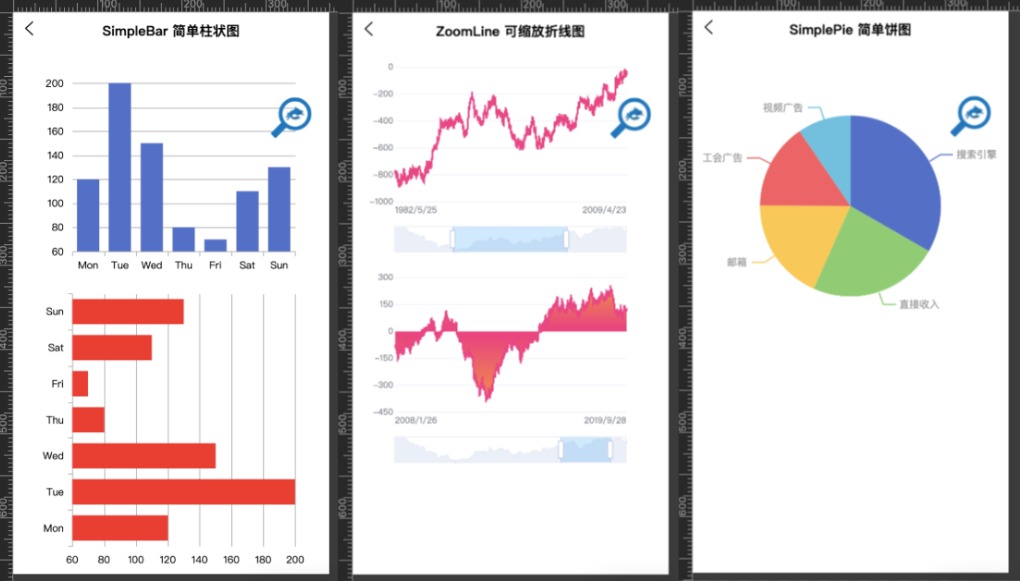 SimpleBar 简单柱状图
200
180
160
140
120
100
80
60
Mon Tue Wed Thu Fri Sat Sun
Sun
Sat
Fri
Thu
Wed
Tue
Mon
60 80 100 120 140 160 180 200
ZoomLine 可缩放折线图
0
-200
-400
-600
-800
-1000
1982/5/25 2009/4/23
300
150
0
-150
-300
-450
2008/1/26 2019/9/28
SimplePie 简单饼图
视频广告
搜索引擎
工会广告
邮箱
直接收入